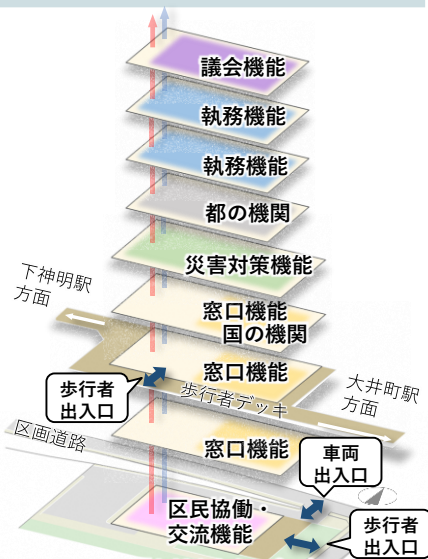 議会機能
執務機能
執務機能
都の機関
災害対策機能
下神明駅
方面
窓口機能
国の機関
窓口機能
歩行者
出入口
歩行者デッキ
大井町駅
方面
窓口機能
区画道路
車両
出入口
区民協働・
交流機能
歩行者
出入口